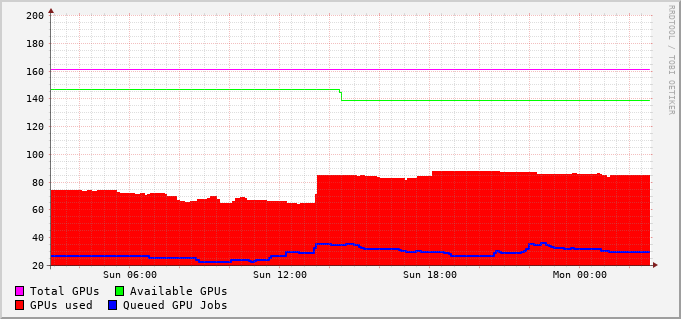 200
180
160
140
120
100
80
60
40
20
Sun 06:00 Sun 12:00 Sun 18:00 Mon 00:00
Total GPUs Available GPUs
GPUs used Queued GPU Jobs
RRDTOOL / TOBI OETIKER